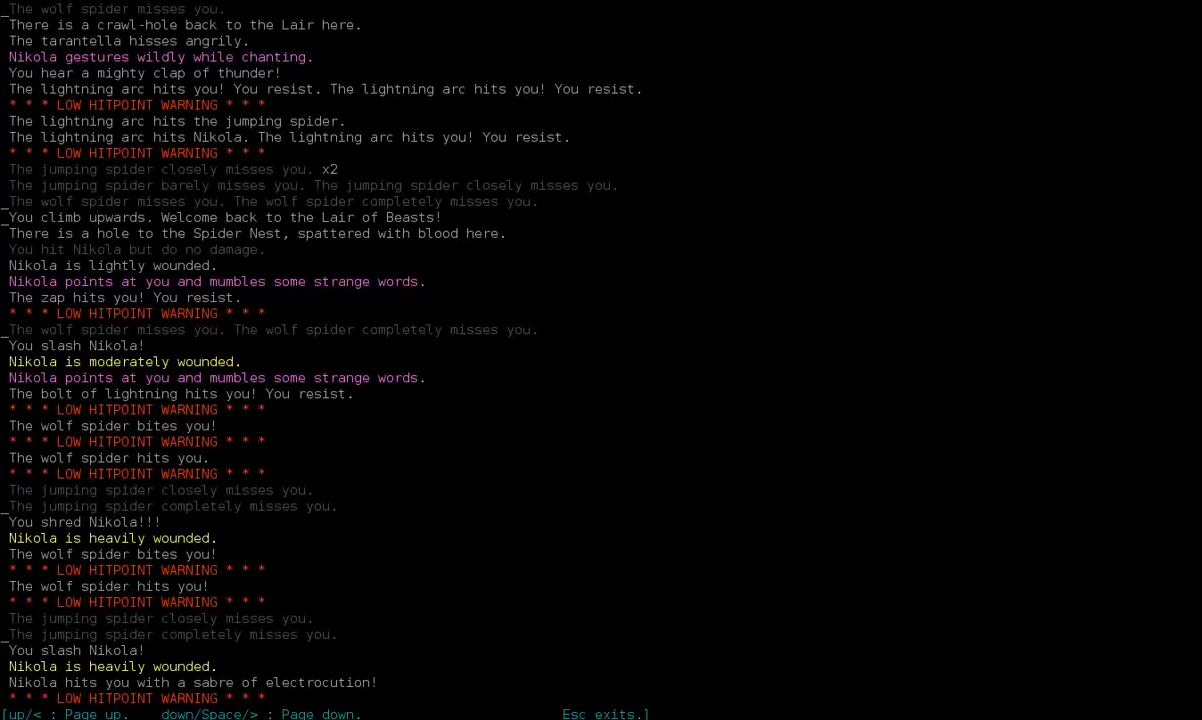 _The wolf spider misses you.
There is a crawl-hole back to the Lair here.
The tarantella hisses angrily.
Nikola gestures wildly while chanting.
You hear a mighty clap of thunder!
The lightning arc hits you! You resist. The lightning arc hits you! You resist.
* * * LOW HITPOINT WARNING * * *
The lightning arc hits the jumping spider.
The lightning arc hits Nikola. The lightning arc hits you! You resist.
* * * LOW HITPOINT WARNING * * *
The jumping spider closely misses you. x2
The jumping spider barely misses you. The jumping spider closely misses you.
_The wolf spider misses you. The wolf spider completely misses you.
_You climb upwards. Welcome back to the Lair of Beasts!
There is a hole to the Spider Nest, spattered with blood here.
You hit Nikola but do no damage.
Nikola is lightly wounded.
Nikola points at you and mumbles some strange words.
The zap hits you! You resist.
* * * LOW HITPOINT WARNING * * *
_The wolf spider misses you. The wolf spider completely misses you.
You slash Nikola!
Nikola is moderately wounded.
Nikola points at you and mumbles some strange words.
The bolt of lightning hits you! You resist.
* * * LOW HITPOINT WARNING * * *
The wolf spider bites you!
* * * LOW HITPOINT WARNING * * *
The wolf spider hits you.
* * * LOW HITPOINT WARNING * * *
The jumping spider closely misses you.
_The jumping spider completely misses you.
You shred Nikola!!!
Nikola is heavily wounded.
The wolf spider bites you!
* * * LOW HITPOINT WARNING * * *
The wolf spider hits you!
* * * LOW HITPOINT WARNING * * *
The jumping spider closely misses you.
_The jumping spider completely misses you.
You slash Nikola!
Nikola is heavily wounded.
Nikola hits you with a sabre of electrocution!
* * * LOW HITPOINT WARNING * * *
[up/< : Page up.    down/Space/> : Page down.                         Esc exits.]